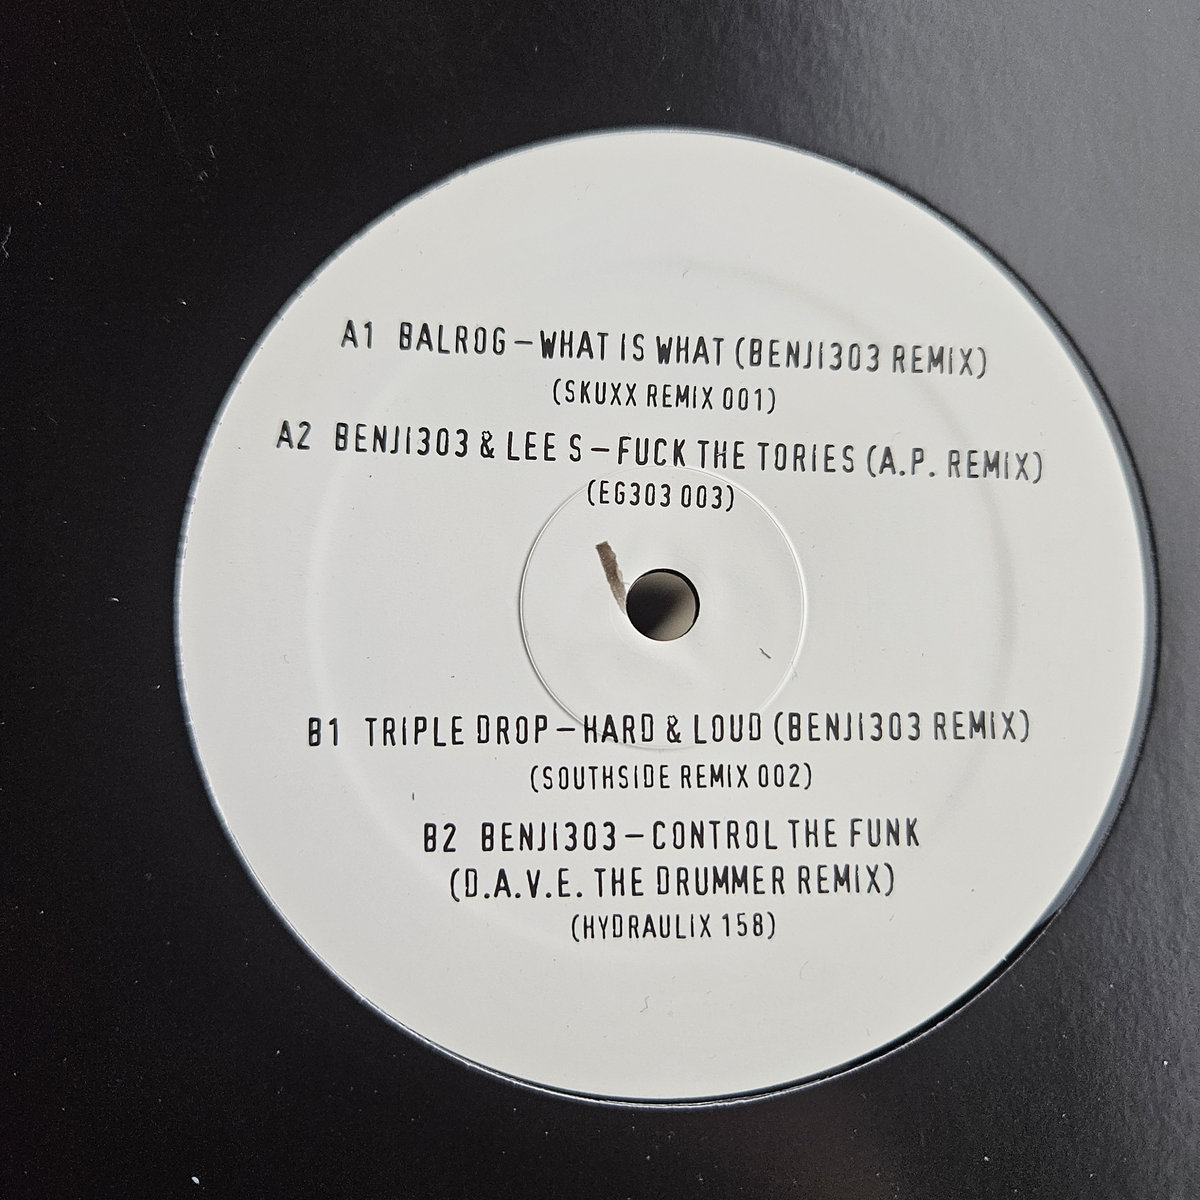 A1 BALROG – WHAT IS WHAT (BENJI303 REMIX)
(SKUXX REMIX 001)
A2 BENJI303 & LEE S – FUCK THE TORIES (A.P. REMIX)
(EG303 003)
B1 TRIPLE DROP – HARD & LOUD (BENJI303 REMIX)
(SOUTHSIDE REMIX 002)
B2 BENJI303 – CONTROL THE FUNK
(D.A.V.E. THE DRUMMER REMIX)
(HYDRAULIX 158)